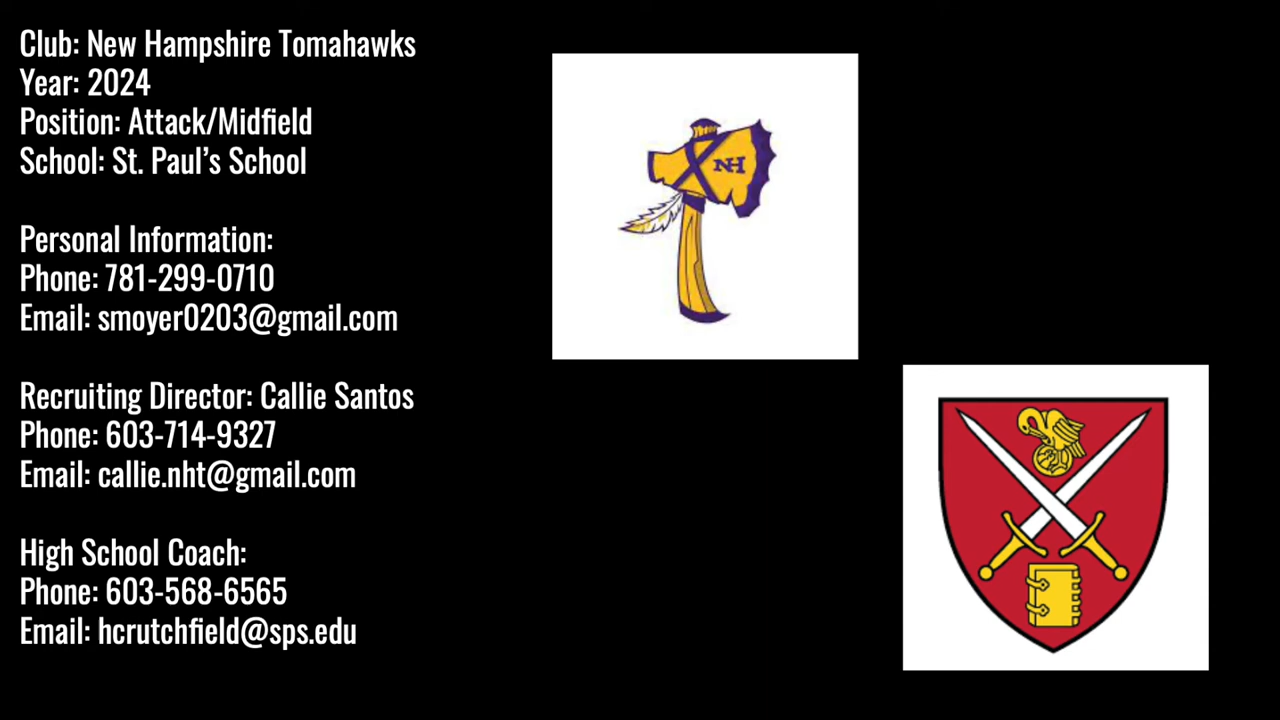 Club: New Hampshire Tomahawks
Year: 2024
Position: Attack/Midfield
School: St. Paul’s School
Personal Information:
Phone: 781-299-0710
Email: smoyer0203@gmail.com
Recruiting Director: Callie Santos
Phone: 603-714-9327
Email: callie.nht@gmail.com
High School Coach:
Phone: 603-568-6565
Email: hcrutchfield@sps.edu
NH